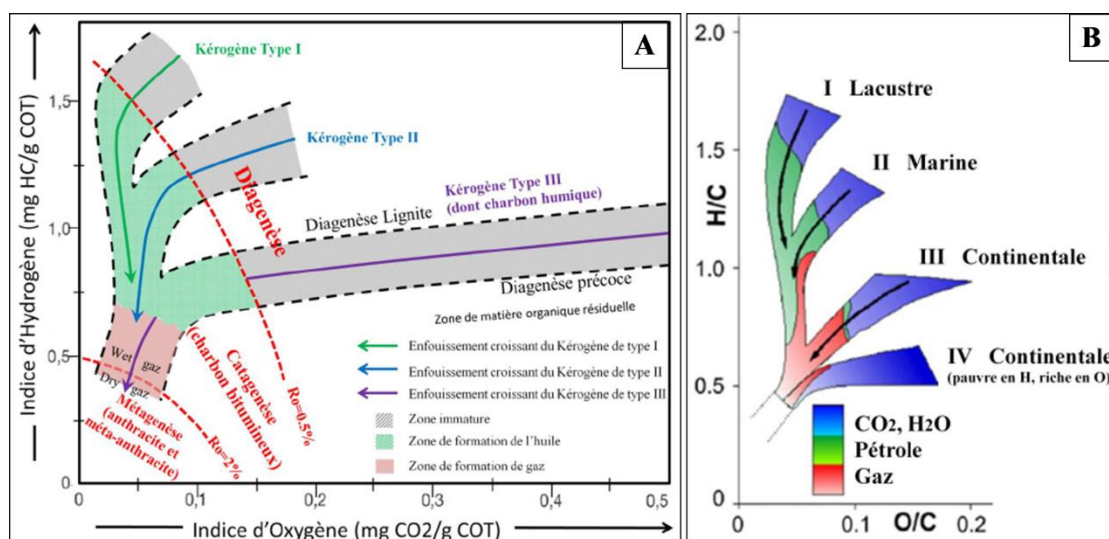 A
Indice d'Hydrogène (mg HC/g COT)
1,5
1,0
0,5
0
Kérogène Type I
Kérogène Type II
Kérogène Type III
(dont charbon humique)
Diagenèse
Diagenèse Lignite
Diagenèse précoce
Zone de matière organique résiduelle
Enfouissement croissant du Kérogène de type I
Enfouissement croissant du Kérogène de type II
Enfouissement croissant du Kérogène de type III
Zone immature
Zone de formation de l'huile
Zone de formation de gaz
Wet gaz
Dry gaz
Métagenèse
(anthracite et
méta-anthracite)
Ro=2%
Catagenèse
(charbon bitumineux)
Ro=0.5%
0
0,1
0,2
0,3
0,4
0,5
Indice d'Oxygène (mg CO2/g COT)
B
2.0
1.5
1.0
0.5
0
H/C
I Lacustre
II Marine
III Continentale
IV Continentale
(pauvre en H, riche en O)
CO2, H2O
Pétrole
Gaz
0
0.1
0.2
O/C